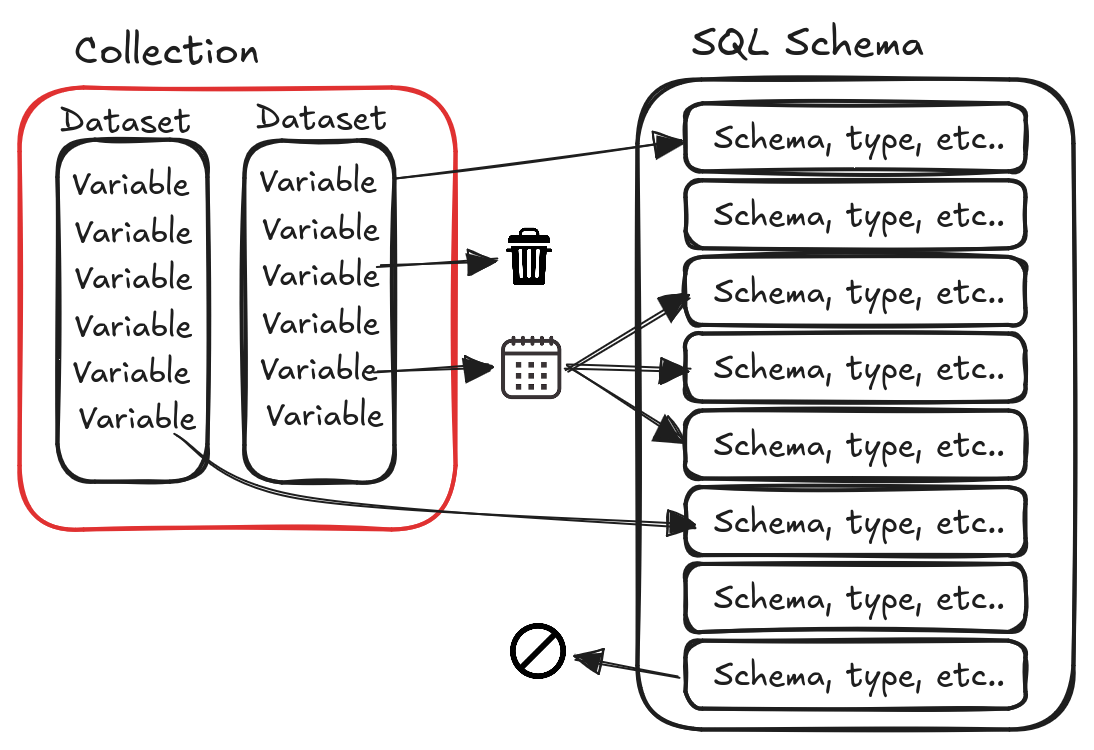 Collection
Dataset
Variable
Variable
Variable
Variable
Variable
Variable
Dataset
Variable
Variable
Variable
Variable
Variable
Variable
SQL Schema
Schema, type, etc..
Schema, type, etc..
Schema, type, etc..
Schema, type, etc..
Schema, type, etc..
Schema, type, etc..
Schema, type, etc..
Schema, type, etc..